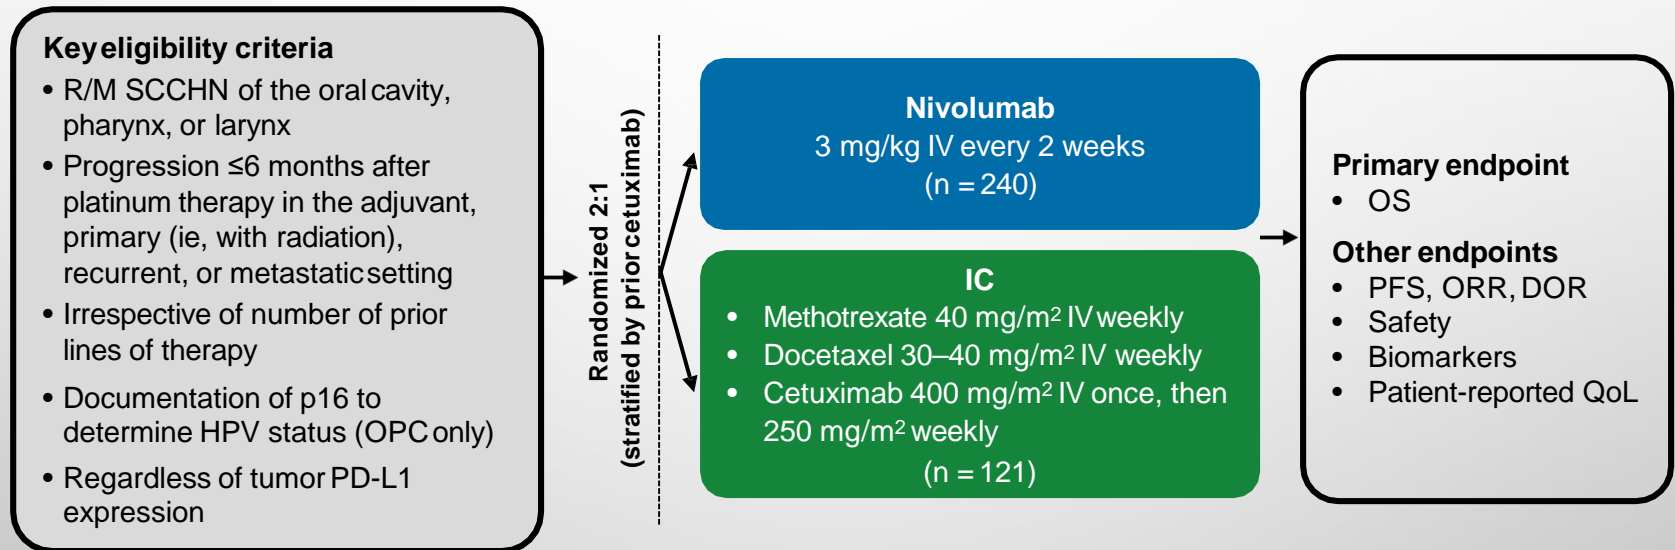 Key eligibility criteria
• R/M SCCHN of the oral cavity,
pharynx, or larynx
• Progression ≤6 months after
platinum therapy in the adjuvant,
primary (ie, with radiation),
recurrent, or metastatic setting
• Irrespective of number of prior
lines of therapy
• Documentation of p16 to
determine HPV status (OPC only)
• Regardless of tumor PD-L1
expression
Randomized 2:1
(stratified by prior cetuximab)
Nivolumab
3 mg/kg IV every 2 weeks
(n = 240)
IC
• Methotrexate 40 mg/m² IV weekly
• Docetaxel 30–40 mg/m² IV weekly
• Cetuximab 400 mg/m² IV once, then
250 mg/m² weekly
(n = 121)
Primary endpoint
• OS
Other endpoints
• PFS, ORR, DOR
• Safety
• Biomarkers
• Patient-reported QoL